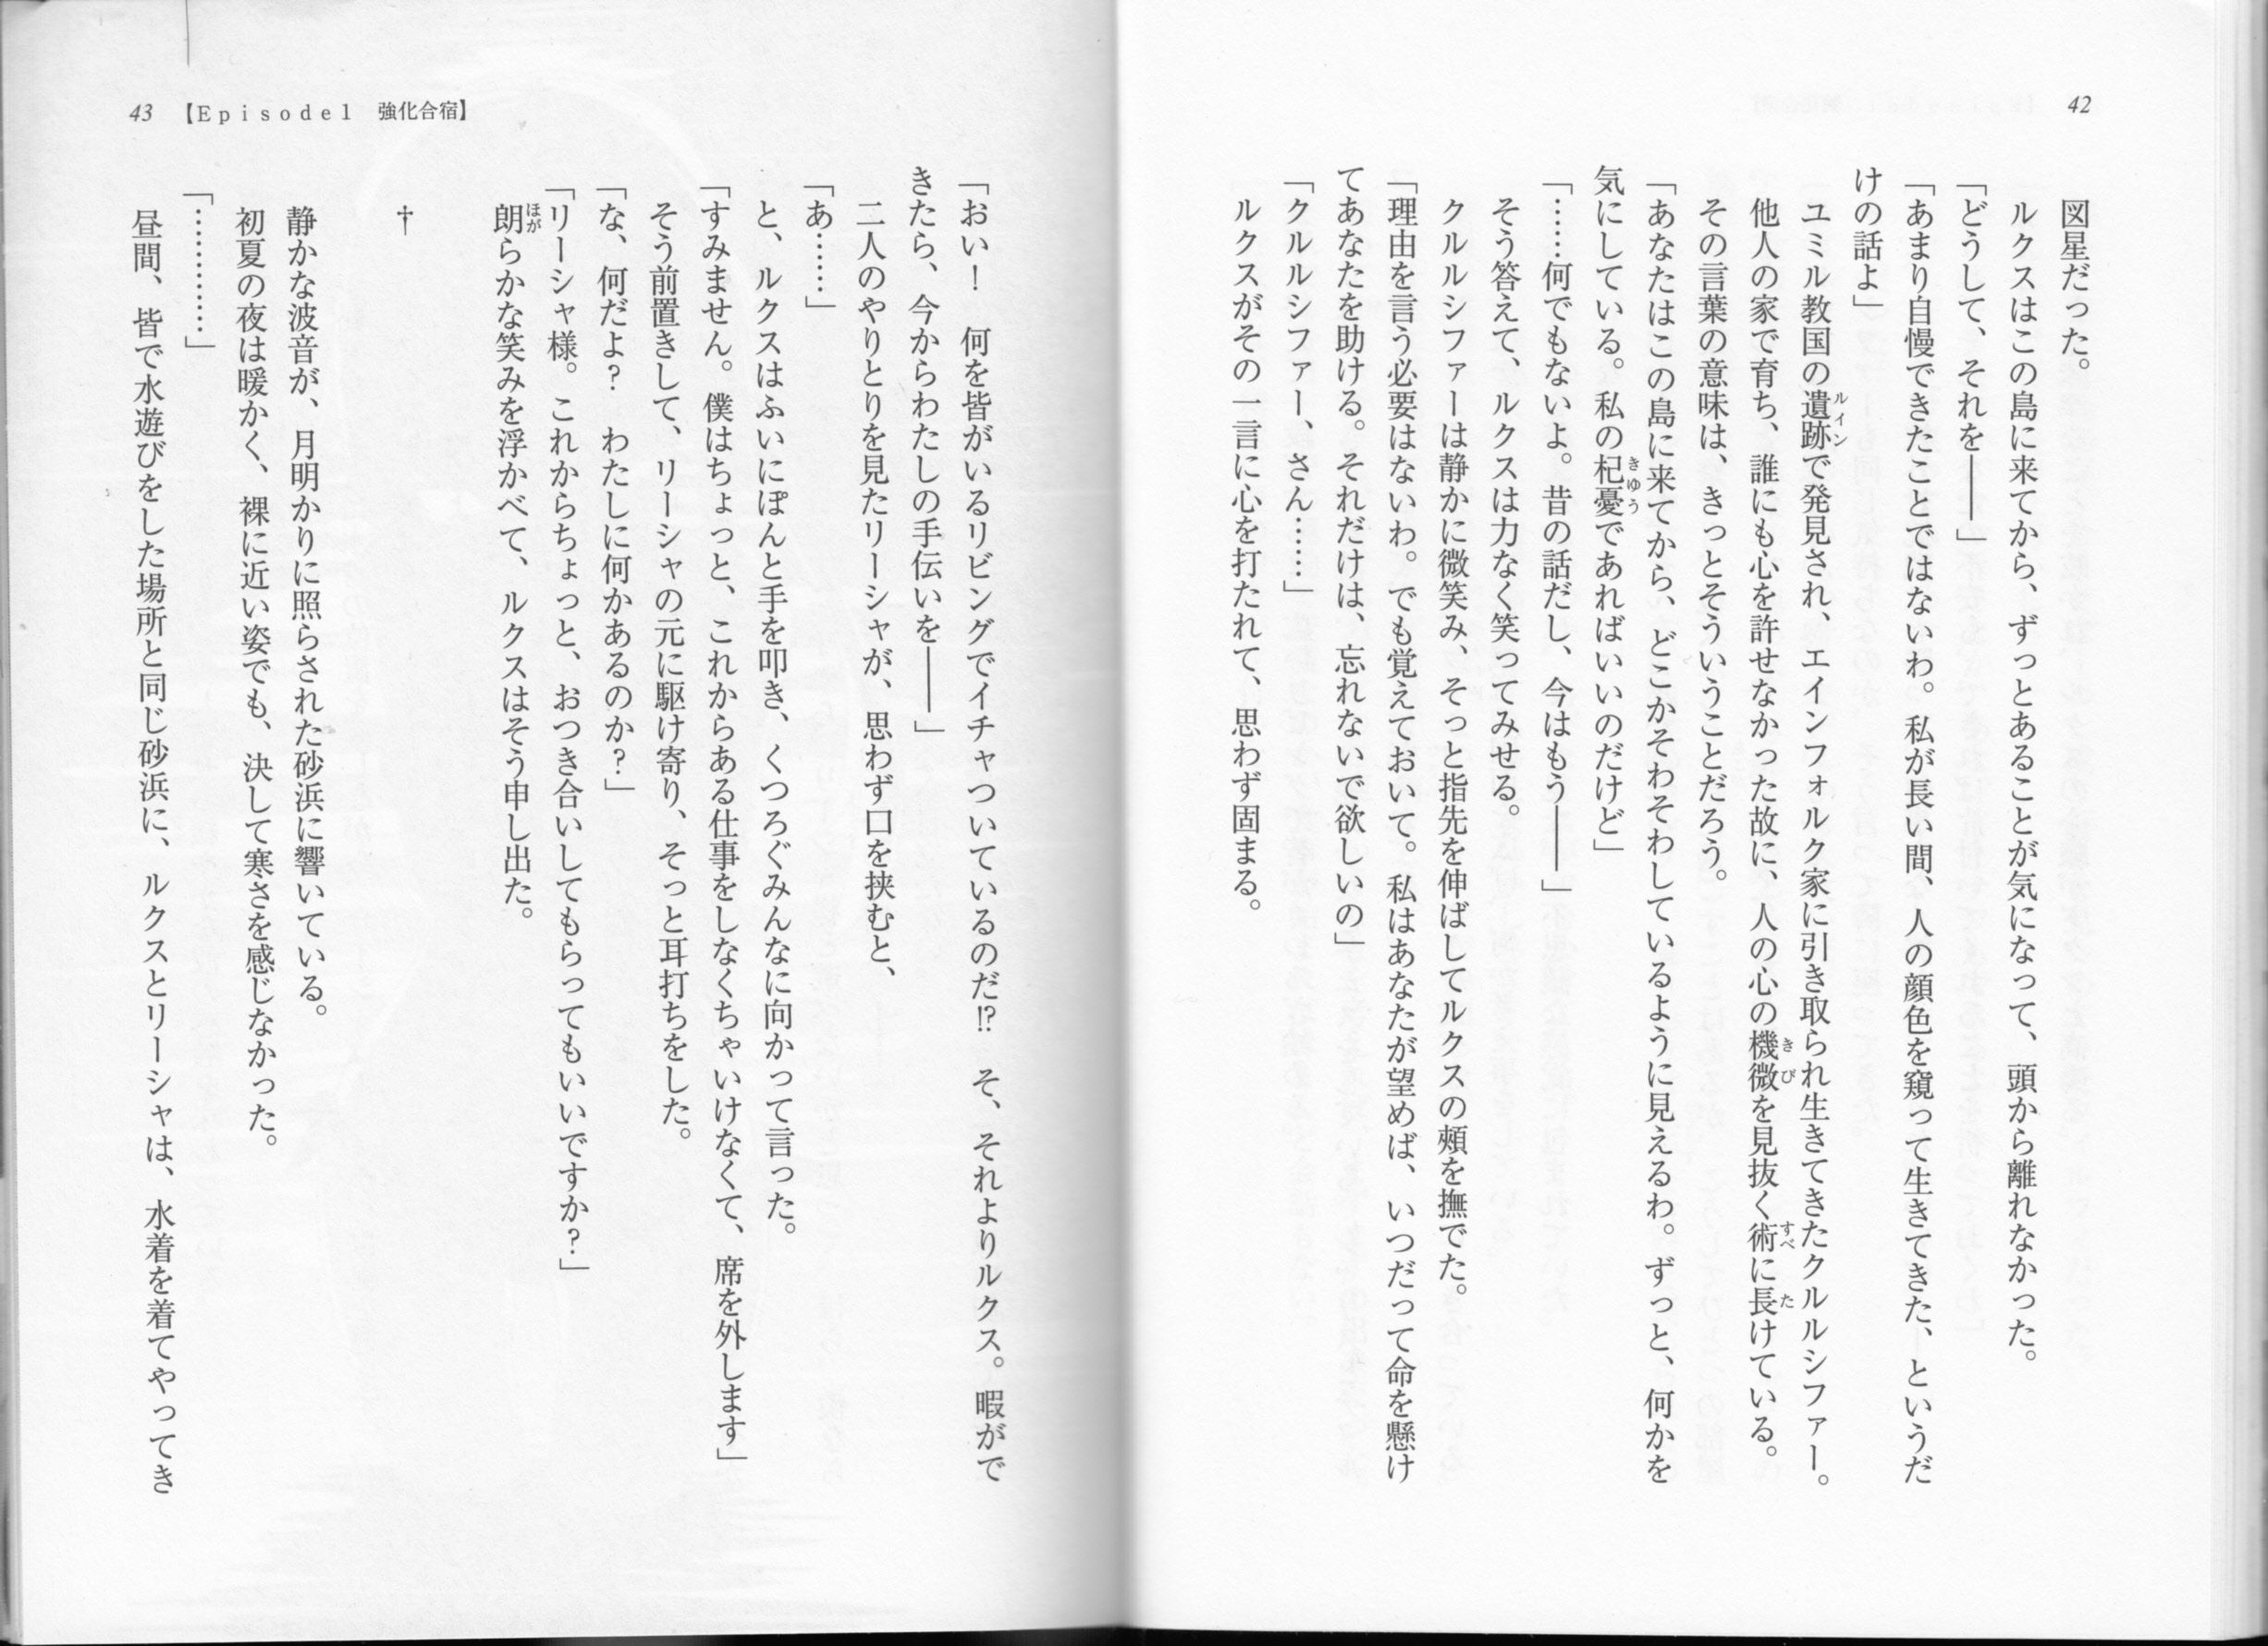 42
図星だった。
ルクスはこの島に来てから、ずっとあることが気になって、頭から離れなかった。
「どうして、それを――」
「あまり自慢できたことではないわ。私が長い間、人の顔色を窺って生きてきた、というだ
けの話よ」
ユミル教国の遺跡ルインで発見され、エインフォルク家に引き取られ生きてきたクルルシファー。
他人の家で育ち、誰にも心を許せなかった故に、人の心の機微きびを見抜く術すべに長たけている。
その言葉の意味は、きっとそういうことだろう。
「あなたはこの島に来てから、どこかそわそわしているように見えるわ。ずっと、何かを
気にしている。私の杞憂きゆうであればいいのだけど」
「……何でもないよ。昔の話だし、今はもう――」
そう答えて、ルクスは力なく笑ってみせる。
クルルシファーは静かに微笑み、そっと指先を伸ばしてルクスの頬を撫でた。
「理由を言う必要はないわ。でも覚えておいて。私はあなたが望めば、いつだって命を懸け
てあなたを助ける。それだけは、忘れないで欲しいの」
「クルルシファー、さん……」
ルクスがその一言に心を打たれて、思わず固まる。
43 【Episode1 強化合宿】
「おい！　何を皆がいるリビングでイチャついているのだ!?　そ、それよりルクス。暇がで
きたら、今からわたしの手伝いを――」
二人のやりとりを見たリーシャが、思わず口を挟むと、
「あ……」
と、ルクスはふいにぽんと手を叩き、くつろぐみんなに向かって言った。
「すみません。僕はちょっと、これからある仕事をしなくちゃいけなくて、席を外します」
そう前置きして、リーシャの元に駆け寄り、そっと耳打ちをした。
「な、何だよ？　わたしに何かあるのか？」
「リーシャ様。これからちょっと、おつき合いしてもらってもいいですか？」
朗ほがらかな笑みを浮かべて、ルクスはそう申し出た。
†
静かな波音が、月明かりに照らされた砂浜に響いている。
初夏の夜は暖かく、裸に近い姿でも、決して寒さを感じなかった。
「…………」
昼間、皆で水遊びをした場所と同じ砂浜に、ルクスとリーシャは、水着を着てやってき